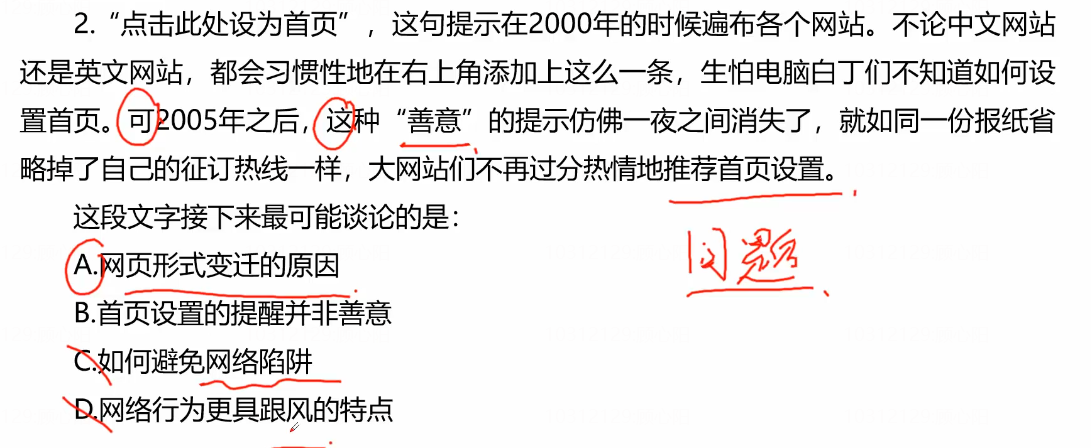 2.“点击此处设为首页”，这句提示在2000年的时候遍布各个网站。不论中文网站
还是英文网站，都会习惯性地在右上角添加上这么一条，生怕电脑白丁们不知道如何设
置首页。可2005年之后，这种“善意”的提示仿佛一夜之间消失了，就如同一份报纸省
略掉了自己的征订热线一样，大网站们不再过分热情地推荐首页设置。
这段文字接下来最可能谈论的是：
问题
A.网页形式变迁的原因
B.首页设置的提醒并非善意
C.如何避免网络陷阱
D.网络行为更具跟风的特点